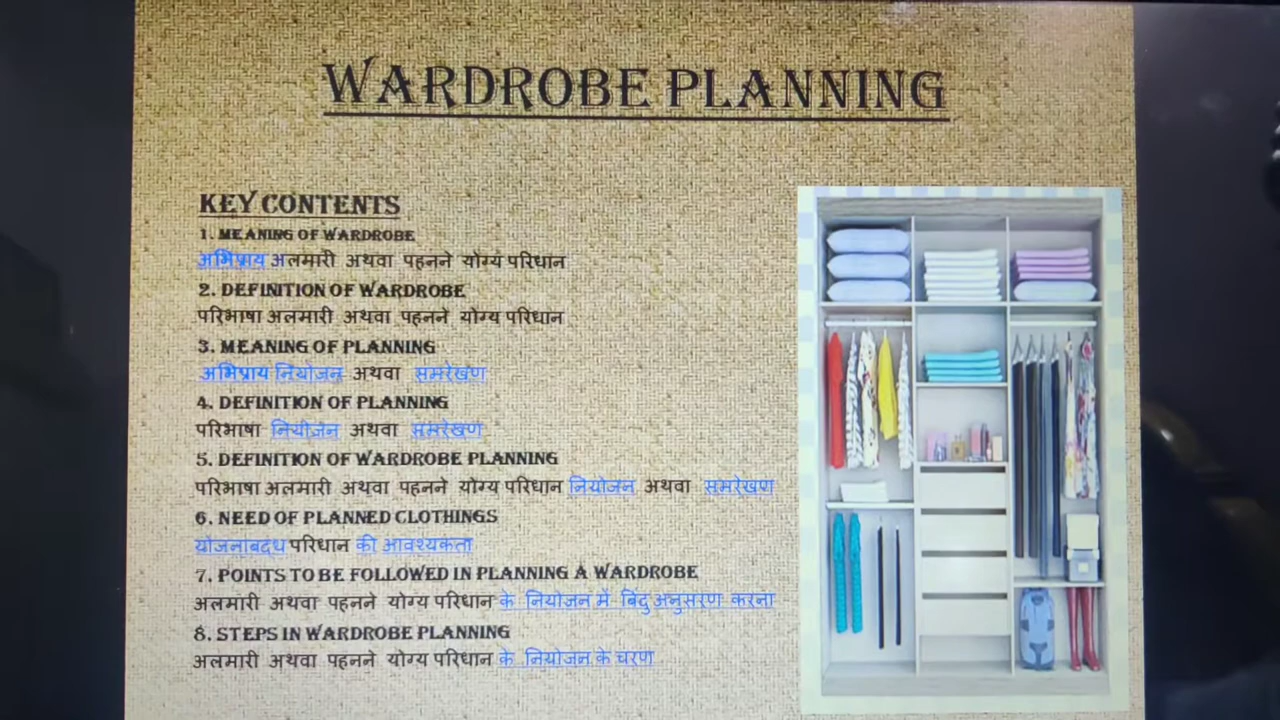 WARDROBE PLANNING
KEY CONTENTS
1. MEANING OF WARDROBE
अभिप्राय अलमारी अथवा पहनने योग्य परिधान
2. DEFINITION OF WARDROBE
परिभाषा अलमारी अथवा पहनने योग्य परिधान
3. MEANING OF PLANNING
अभिप्राय नियोजन अथवा समरेखण
4. DEFINITION OF PLANNING
परिभाषा नियोजन अथवा समरेखण
5. DEFINITION OF WARDROBE PLANNING
परिभाषा अलमारी अथवा पहनने योग्य परिधान नियोजन अथवा समरेखण
6. NEED OF PLANNED CLOTHINGS
योजनाबद्ध परिधान की आवश्यकता
7. POINTS TO BE FOLLOWED IN PLANNING A WARDROBE
अलमारी अथवा पहनने योग्य परिधान के नियोजन में बिंदु अनुसरण करना
8. STEPS IN WARDROBE PLANNING
अलमारी अथवा पहनने योग्य परिधान के नियोजन के चरण